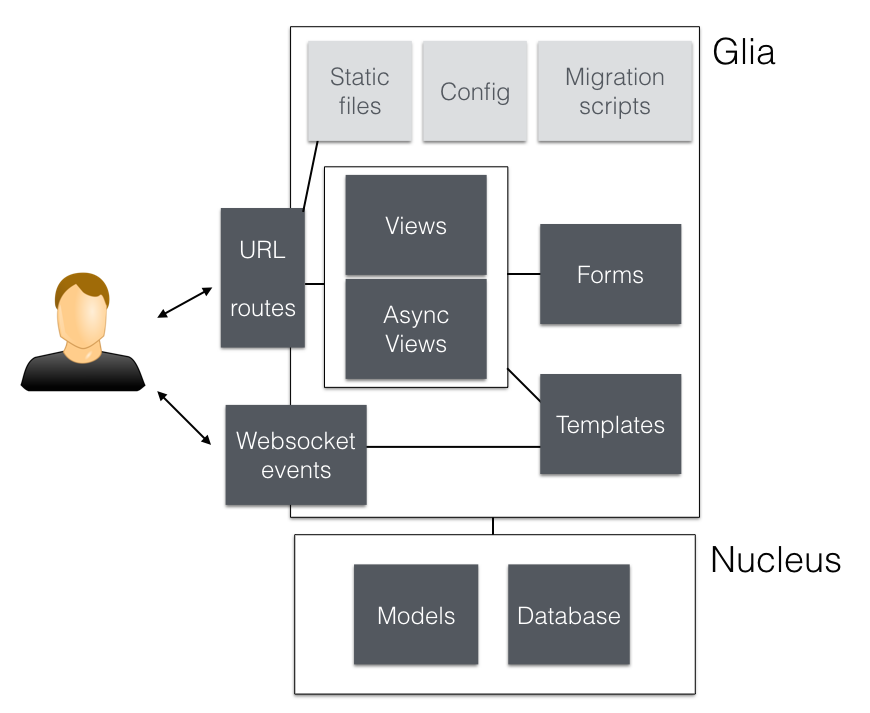 Glia
Static
files
Config
Migration
scripts
URL
routes
Views
Async
Views
Forms
Templates
Websocket
events
Nucleus
Models
Database